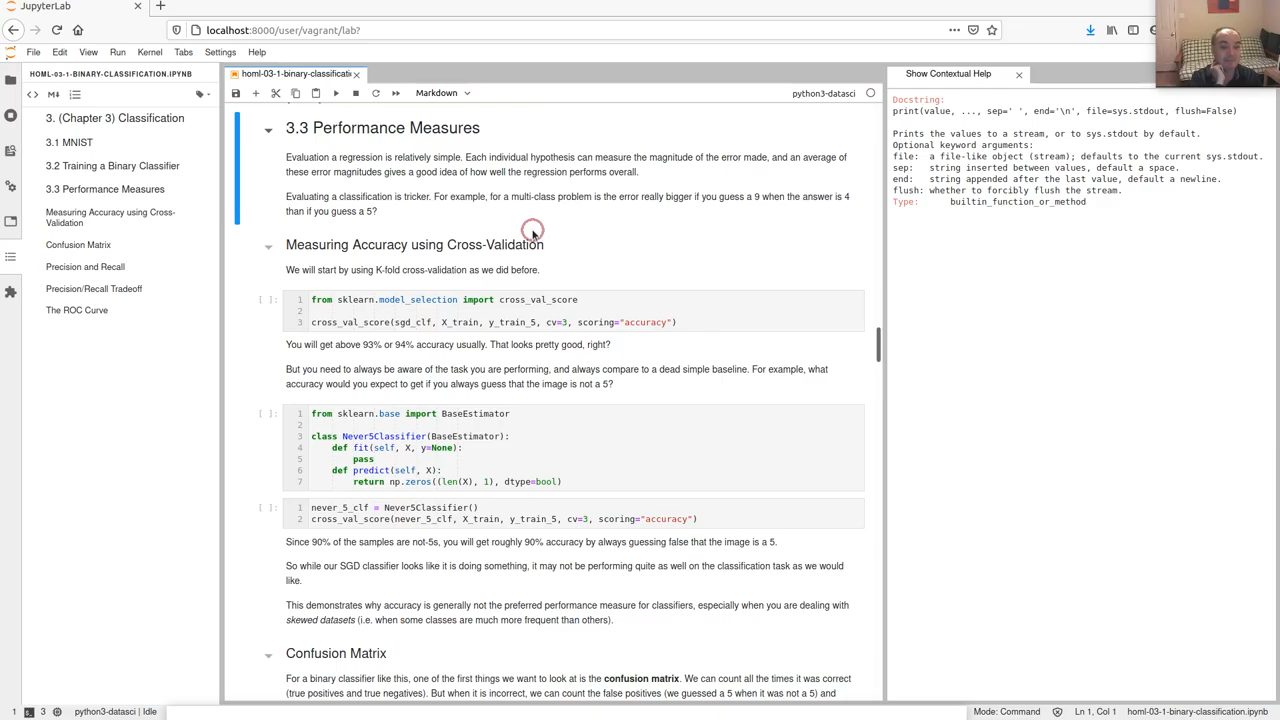 JupyterLab
localhost:8000/user/vagrant/lab?
File Edit View Run Kernel Tabs Settings Help
HOML-03-1-BINARY-CLASSIFICATION.IPYNB
3. (Chapter 3) Classification
3.1 MNIST
3.2 Training a Binary Classifier
3.3 Performance Measures
Measuring Accuracy using Cross-
Validation
Confusion Matrix
Precision and Recall
Precision/Recall Tradeoff
The ROC Curve
homl-03-1-binary-classificatio
Markdown
python3-datasci
3.3 Performance Measures
Evaluation a regression is relatively simple. Each individual hypothesis can measure the magnitude of the error made, and an average of
these error magnitudes gives a good idea of how well the regression performs overall.
Evaluating a classification is tricker. For example, for a multi-class problem is the error really bigger if you guess a 9 when the answer is 4
than if you guess a 5?
Measuring Accuracy using Cross-Validation
We will start by using K-fold cross-validation as we did before.
[ ]:
1 from sklearn.model_selection import cross_val_score
2
3 cross_val_score(sgd_clf, X_train, y_train_5, cv=3, scoring="accuracy")
You will get above 93% or 94% accuracy usually. That looks pretty good, right?
But you need to always be aware of the task you are performing, and always compare to a dead simple baseline. For example, what
accuracy would you expect to get if you always guess that the image is not a 5?
[ ]:
1 from sklearn.base import BaseEstimator
2
3 class Never5Classifier(BaseEstimator):
4 def fit(self, X, y=None):
5 pass
6 def predict(self, X):
7 return np.zeros((len(X), 1), dtype=bool)
[ ]:
1 never_5_clf = Never5Classifier()
2 cross_val_score(never_5_clf, X_train, y_train_5, cv=3, scoring="accuracy")
Since 90% of the samples are not-5s, you will get roughly 90% accuracy by always guessing false that the image is a 5.
So while our SGD classifier looks like it is doing something, it may not be performing quite as well on the classification task as we would
like.
This demonstrates why accuracy is generally not the preferred performance measure for classifiers, especially when you are dealing with
skewed datasets (i.e. when some classes are much more frequent than others).
Confusion Matrix
For a binary classifier like this, one of the first things we want to look at is the confusion matrix. We can count all the times it was correct
(true positives and true negatives). But when it is incorrect, we can count the false positives (we guessed a 5 when it was not a 5) and
Show Contextual Help
Docstring:
print(value, ..., sep=' ', end='\n', file=sys.stdout, flush=False)
Prints the values to a stream, or to sys.stdout by default.
Optional keyword arguments:
file: a file-like object (stream); defaults to the current sys.stdout.
sep: string inserted between values, default a space.
end: string appended after the last value, default a newline.
flush: whether to forcibly flush the stream.
Type: builtin_function_or_method
1 3 python3-datasci | Idle
Mode: Command Ln 1, Col 1 homl-03-1-binary-classification.ipynb